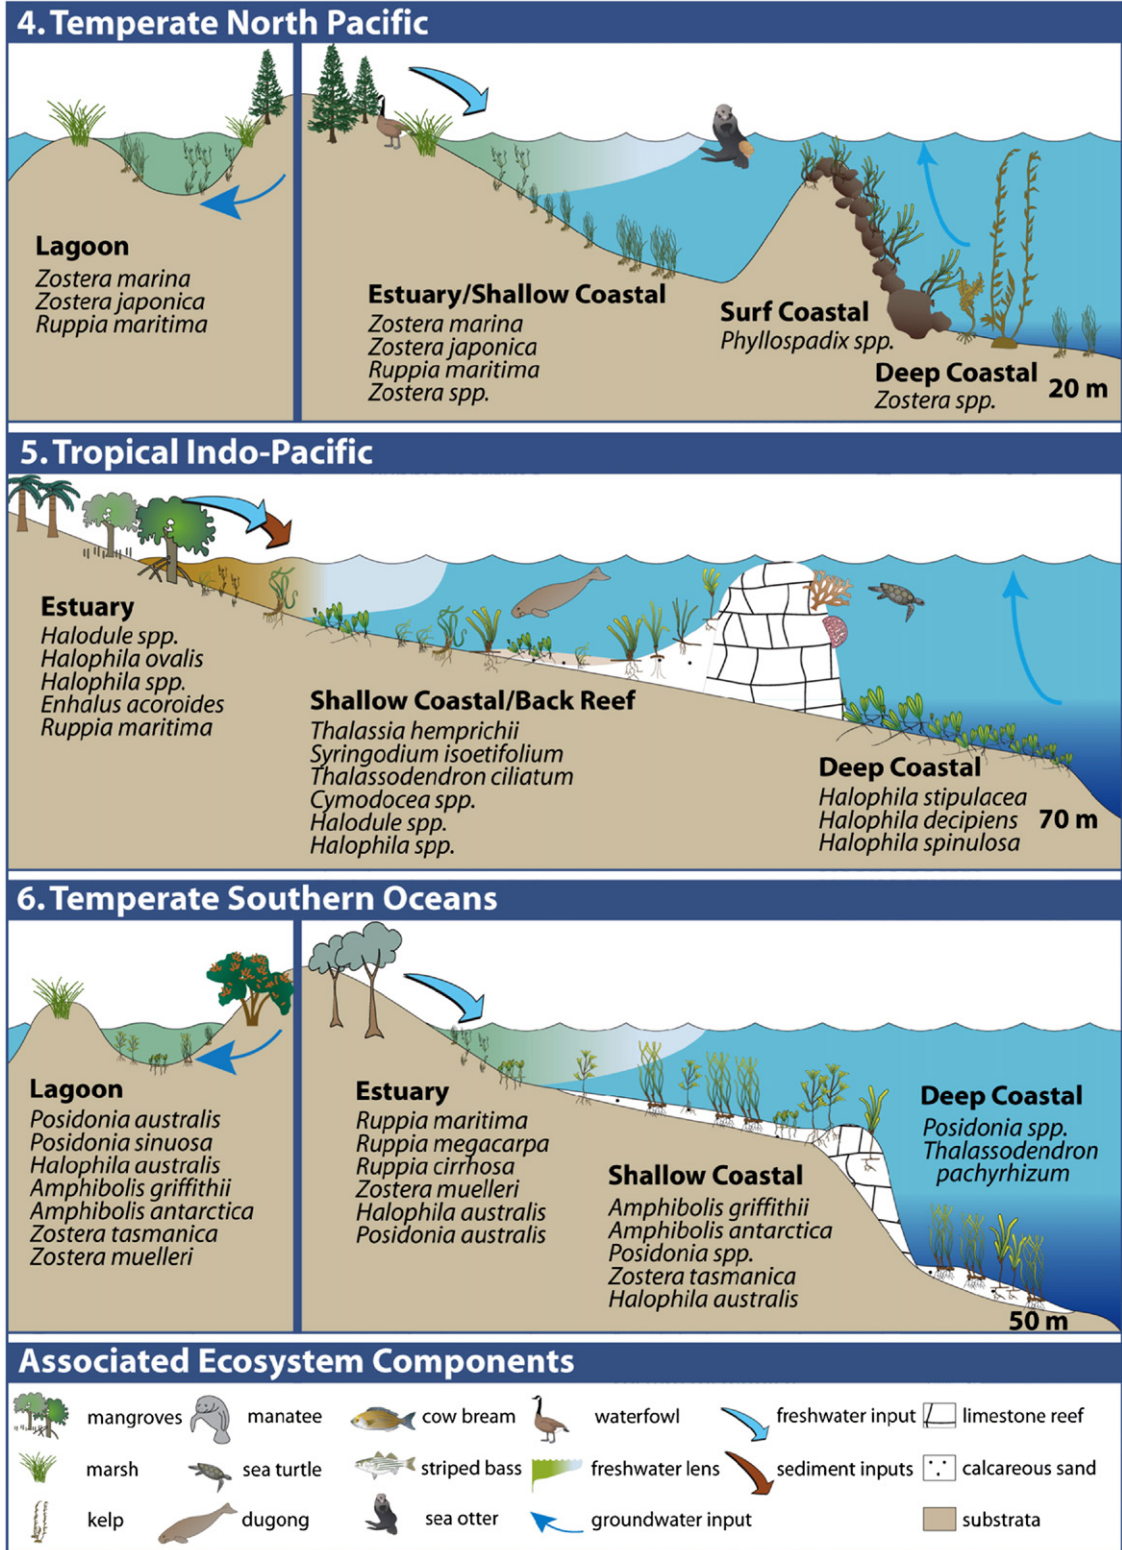 4. Temperate North Pacific
Lagoon
Zostera marina
Zostera japonica
Ruppia maritima
Estuary/Shallow Coastal
Zostera marina
Zostera japonica
Ruppia maritima
Zostera spp.
Surf Coastal
Phyllospadix spp.
Deep Coastal
Zostera spp.
20 m
5. Tropical Indo-Pacific
Estuary
Halodule spp.
Halophila ovalis
Halophila spp.
Enhalus acoroides
Ruppia maritima
Shallow Coastal/Back Reef
Thalassia hemprichii
Syringodium isoetifolium
Thalassodendron ciliatum
Cymodocea spp.
Halodule spp.
Halophila spp.
Deep Coastal
Halophila stipulacea
Halophila decipiens
Halophila spinulosa
70 m
6. Temperate Southern Oceans
Lagoon
Posidonia australis
Posidonia sinuosa
Halophila australis
Amphibolis griffithii
Amphibolis antarctica
Zostera tasmanica
Zostera muelleri
Estuary
Ruppia maritima
Ruppia megacarpa
Ruppia cirrhosa
Zostera muelleri
Halophila australis
Posidonia australis
Shallow Coastal
Amphibolis griffithii
Amphibolis antarctica
Posidonia spp.
Zostera tasmanica
Halophila australis
Deep Coastal
Posidonia spp.
Thalassodendron
pachyrhizum
50 m
Associated Ecosystem Components
mangroves manatee cow bream waterfowl freshwater input limestone reef
marsh sea turtle striped bass freshwater lens sediment inputs calcareous sand
kelp dugong sea otter groundwater input substrata